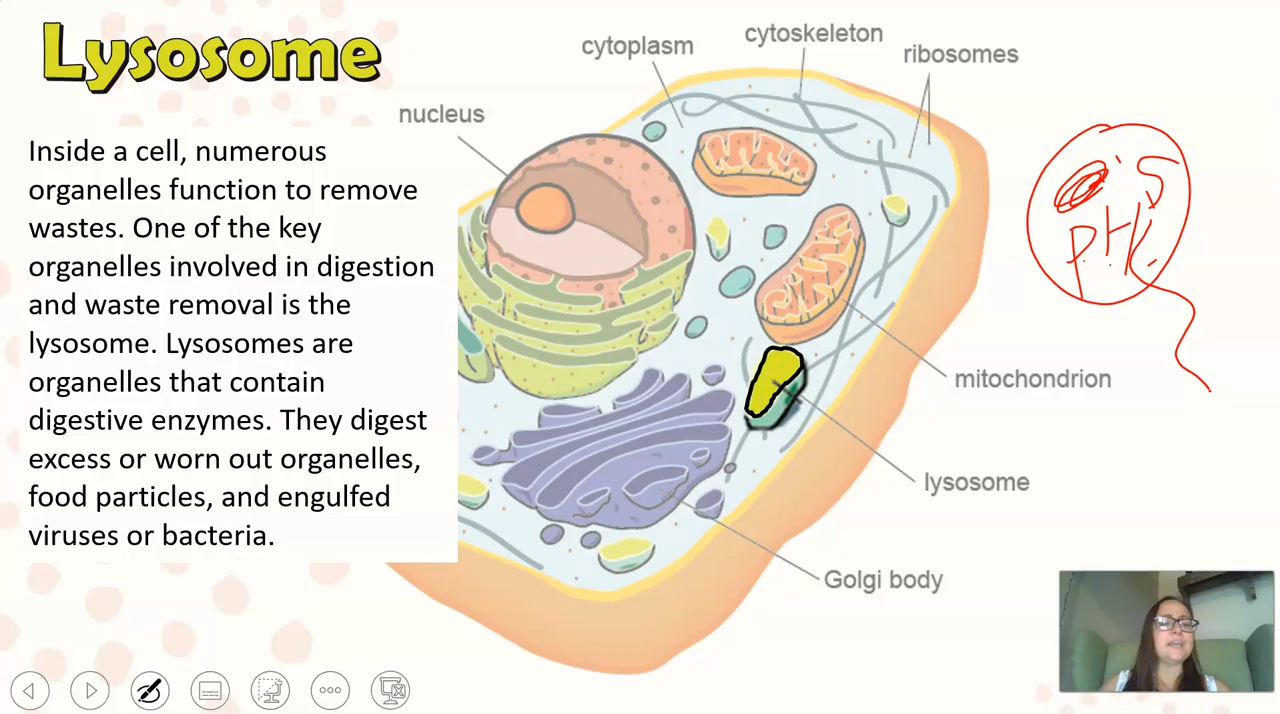 Lysosome
Inside a cell, numerous
organelles function to remove
wastes. One of the key
organelles involved in digestion
and waste removal is the
lysosome. Lysosomes are
organelles that contain
digestive enzymes. They digest
excess or worn out organelles,
food particles, and engulfed
viruses or bacteria.
cytoplasm
cytoskeleton
ribosomes
nucleus
mitochondrion
lysosome
Golgi body